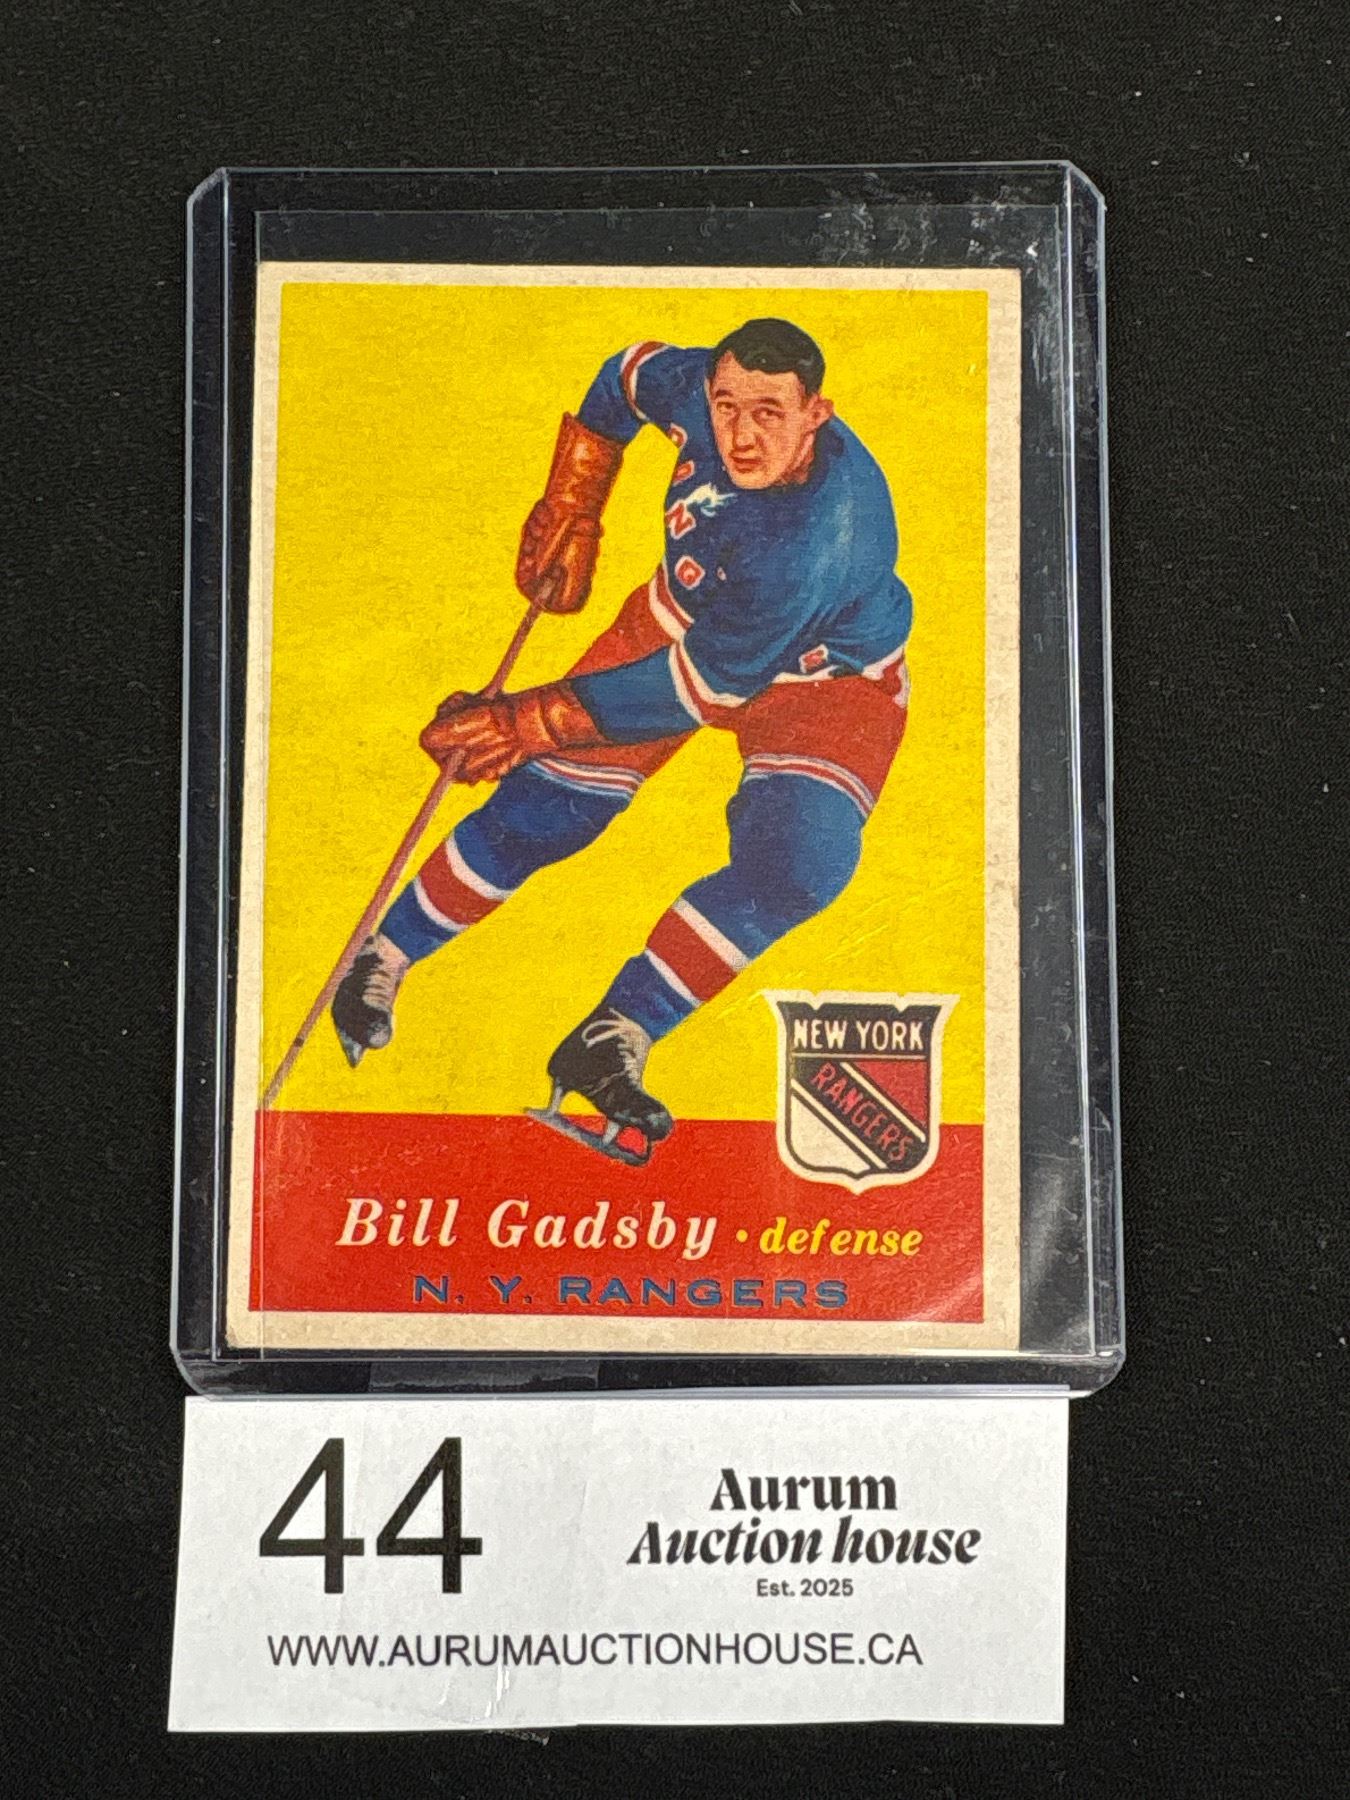 NEW YORK
RANGERS
Bill Gadsby • defense
N. Y. RANGERS
44
Aurum
Auction house
Est. 2025
WWW.AURUMAUCTIONHOUSE.CA